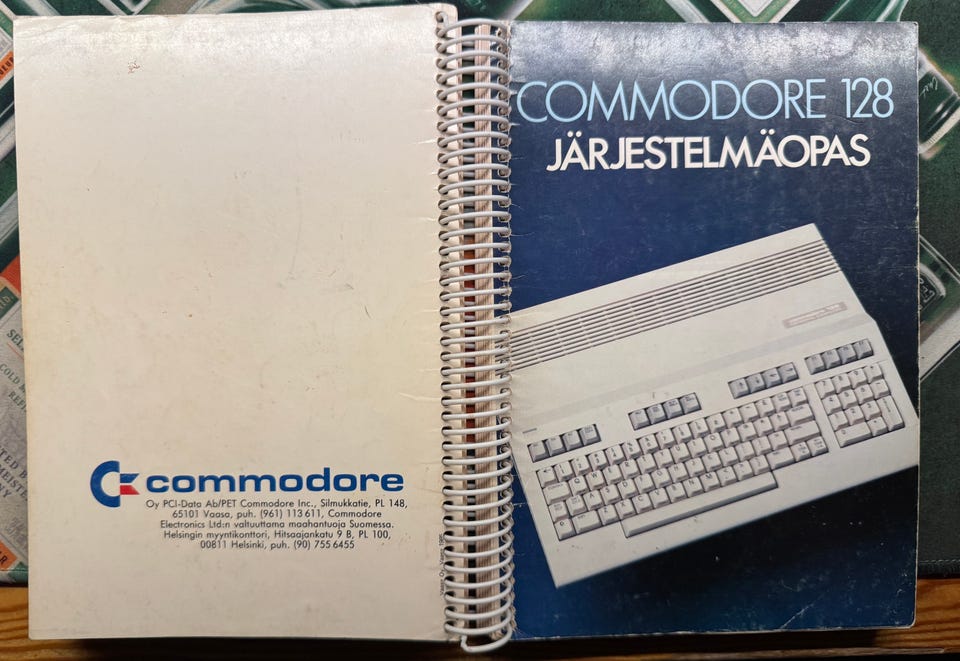 COMMODORE 128
JÄRJESTELMÄOPAS
commodore
Oy PCI-Data Ab/PET Commodore Inc., Silmukkatie, PL 148,
65101 Vaasa, puh. (961) 113 611, Commodore
Electronics Ltd:n valtuuttama maahantuoja Suomessa.
Helsingin myyntikonttori, Hitsaajankatu 9 B, PL 100,
00811 Helsinki, puh. (90) 755 6455